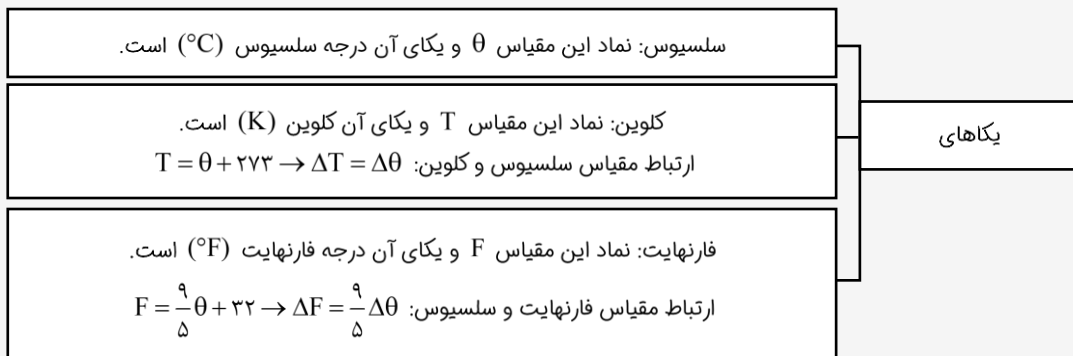 یکاهای
سلسیوس: نماد این مقیاس θ و یکای آن درجه سلسیوس (°C) است.
کلوین: نماد این مقیاس T و یکای آن کلوین (K) است.
ارتباط مقیاس سلسیوس و کلوین: T = θ + ۲۷۳ → ΔT = Δθ
فارنهایت: نماد این مقیاس F و یکای آن درجه فارنهایت (°F) است.
ارتباط مقیاس فارنهایت و سلسیوس: F = ۹/۵ θ + ۳۲ → ΔF = ۹/۵ Δθ